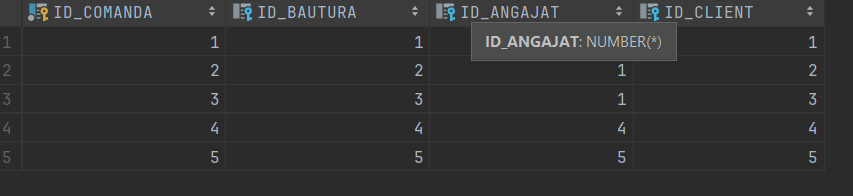 ID_COMANDA ID_BAUTURA ID_ANGAJAT ID_CLIENT
1 1 1 1
ID_ANGAJAT: NUMBER(*)
2 2 2 1 2
3 3 3 1 3
4 4 4 4 4
5 5 5 5 5